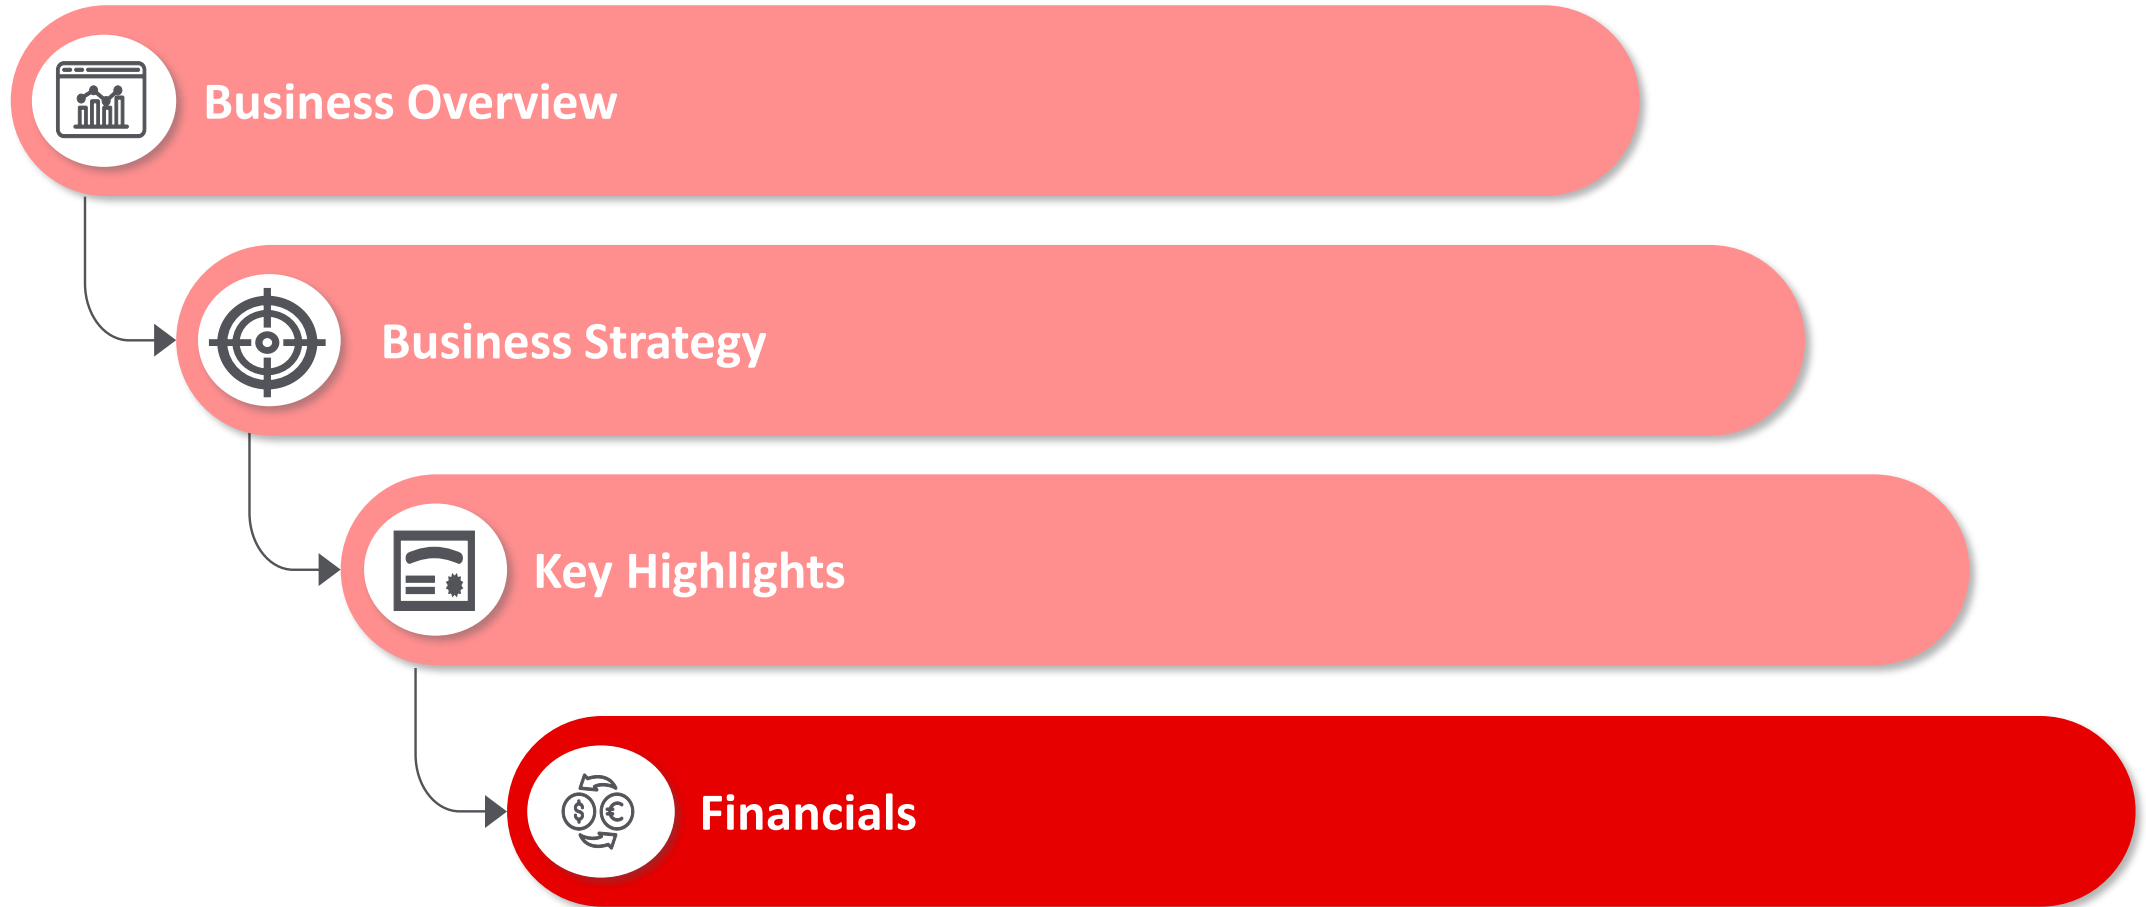 Business Overview
Business Strategy
Key Highlights
Financials